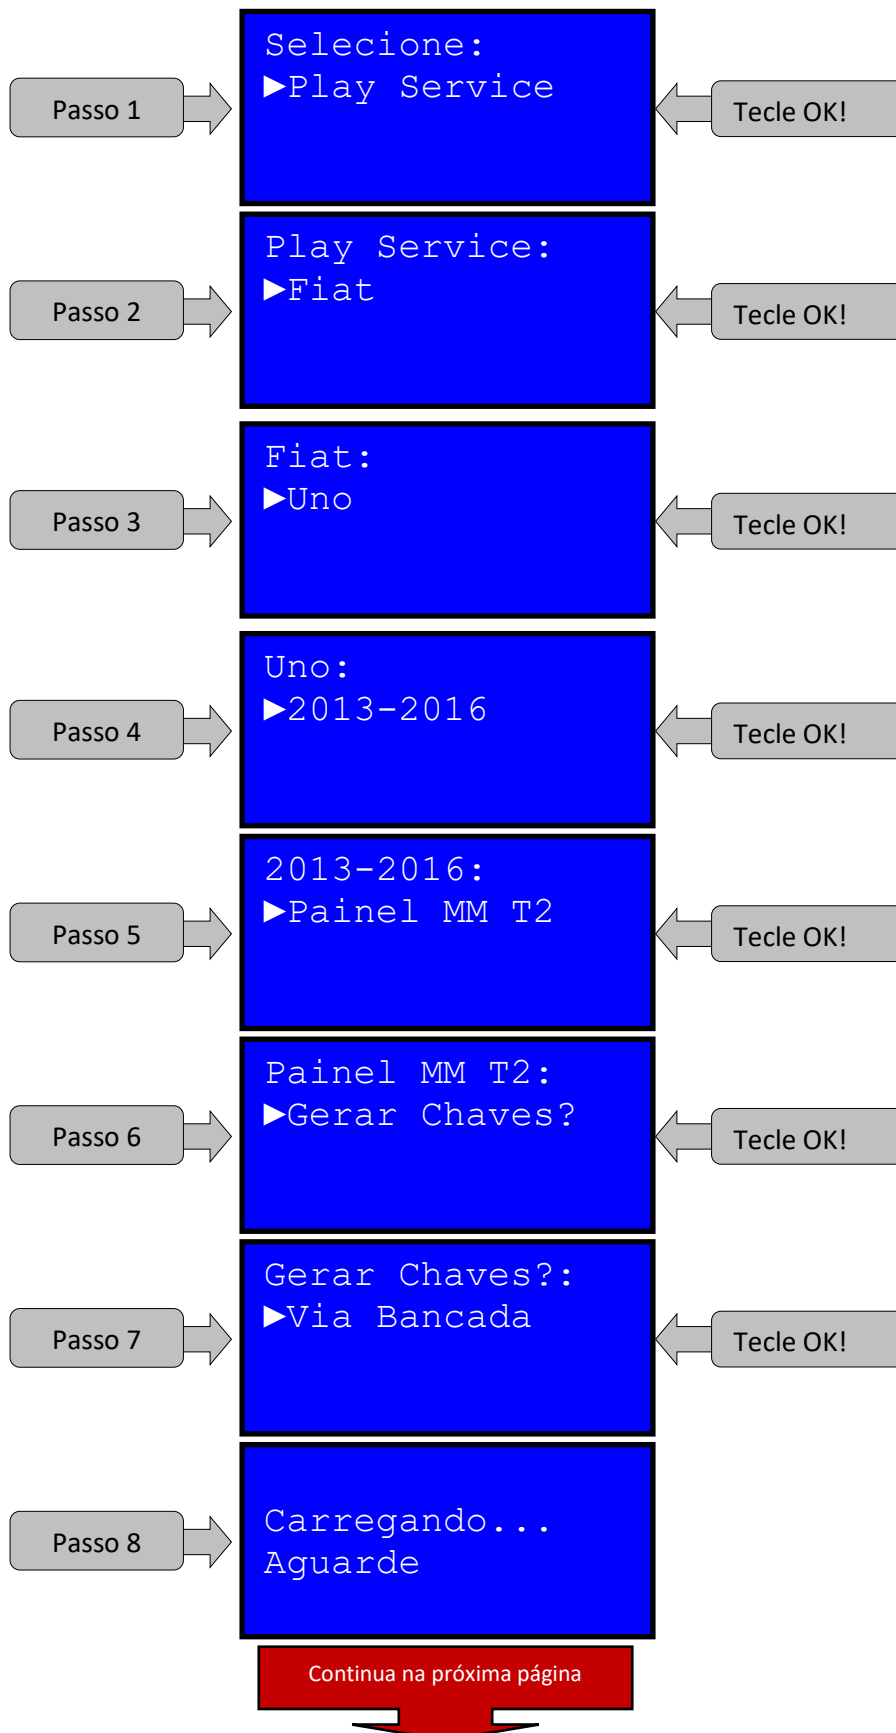 Selecione:
►Play Service
Passo 1
Tecle OK!
Play Service:
►Fiat
Passo 2
Tecle OK!
Fiat:
►Uno
Passo 3
Tecle OK!
Uno:
►2013-2016
Passo 4
Tecle OK!
2013-2016:
►Painel MM T2
Passo 5
Tecle OK!
Painel MM T2:
►Gerar Chaves?
Passo 6
Tecle OK!
Gerar Chaves?:
►Via Bancada
Passo 7
Tecle OK!
Carregando...
Aguarde
Passo 8
Continua na próxima página